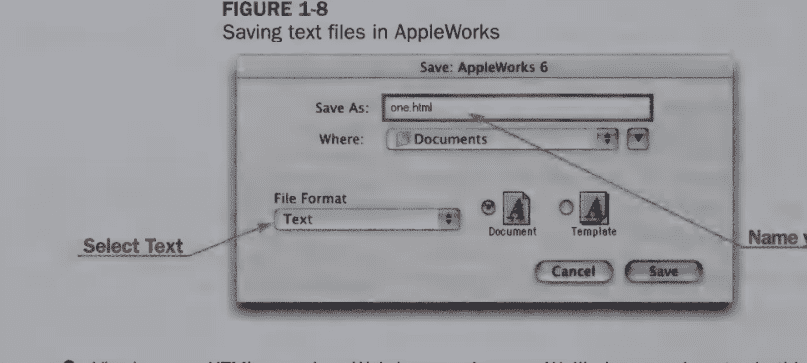 FIGURE 1-8
Saving text files in AppleWorks
Save: AppleWorks 6
Save As: one.html
Where: Documents
File Format
Text
Document
Template
Select Text
Name
Cancel Save